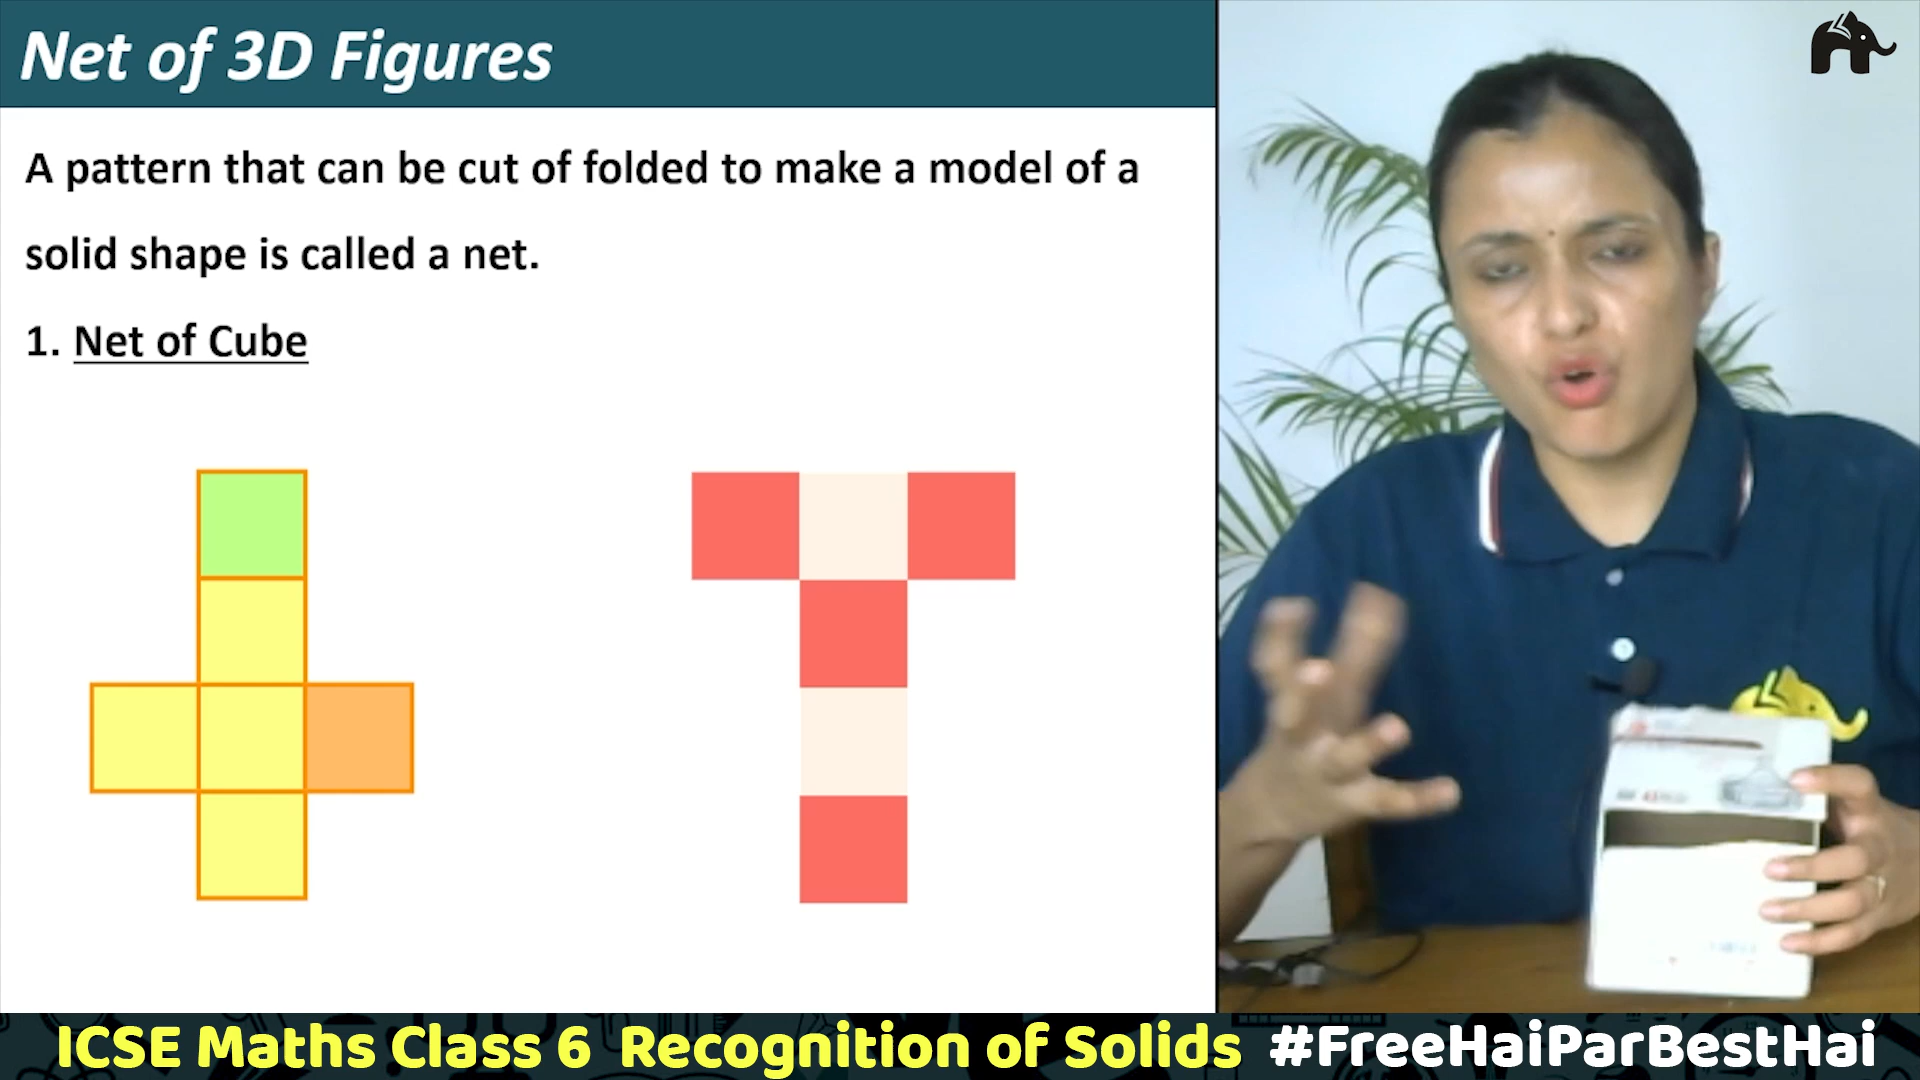 Net of 3D Figures
A pattern that can be cut of folded to make a model of a
solid shape is called a net.
1. Net of Cube
ICSE Maths Class 6 Recognition of Solids #FreeHaiParBestHai